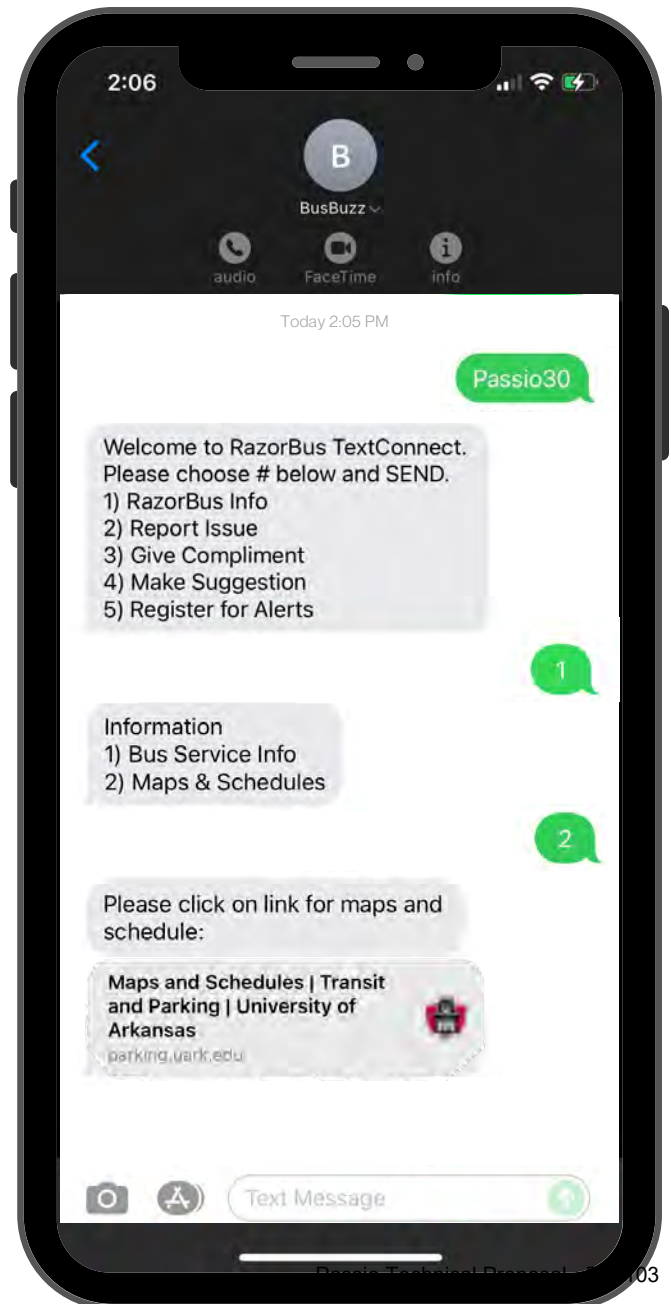 2:06
B
BusBuzz
audio FaceTime info
Today 2:05 PM
Passio30
Welcome to RazorBus TextConnect.
Please choose # below and SEND.
1) RazorBus Info
2) Report Issue
3) Give Compliment
4) Make Suggestion
5) Register for Alerts
1
Information
1) Bus Service Info
2) Maps & Schedules
2
Please click on link for maps and
schedule:
Maps and Schedules | Transit
and Parking | University of
Arkansas
parking.uark.edu
Text Message
Passio Technical Proposal 103